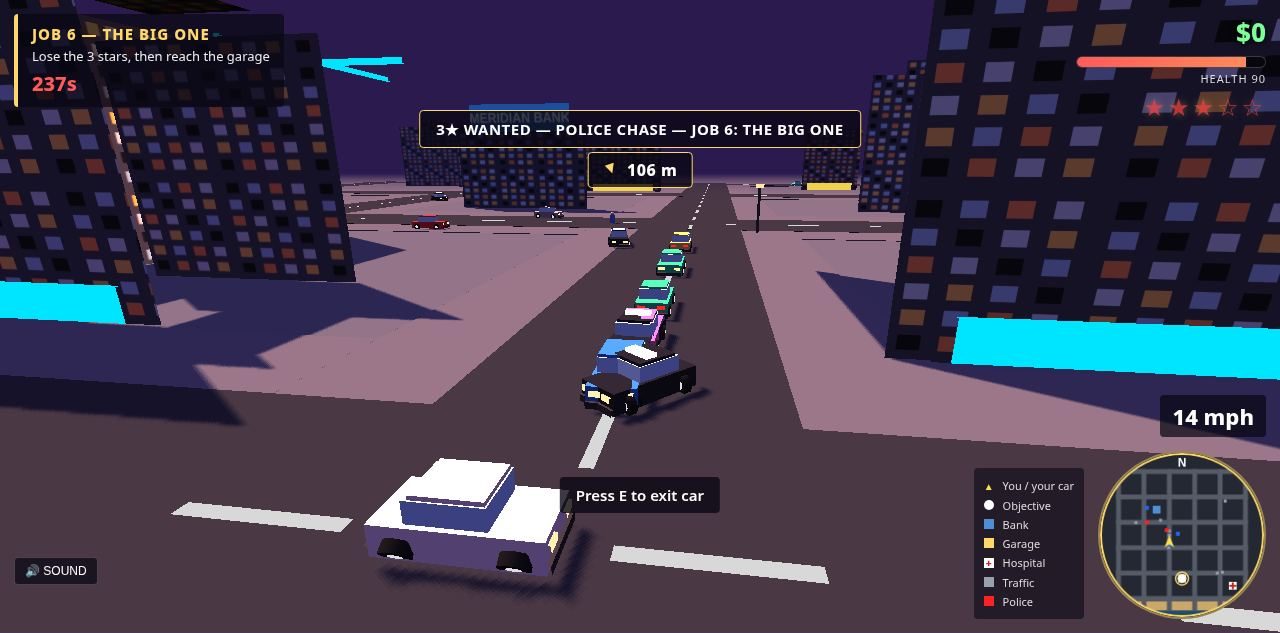 JOB 6 — THE BIG ONE
Lose the 3 stars, then reach the garage
237s
$0
HEALTH 90
MERIDIAN BANK
3★ WANTED — POLICE CHASE — JOB 6: THE BIG ONE
106 m
14 mph
Press E to exit car
N
You / your car
Objective
Bank
Garage
Hospital
Traffic
Police
SOUND